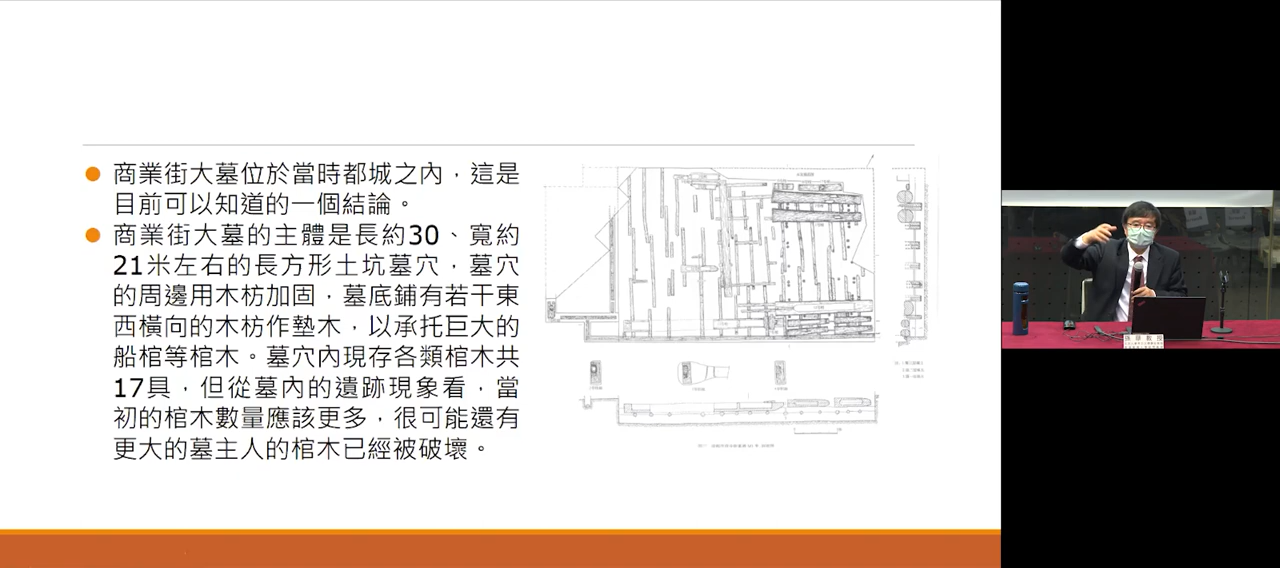 商業街大墓位於當時都城之內，這是
目前可以知道的一個結論。
商業街大墓的主體是長約30、寬約
21米左右的長方形土坑墓穴，墓穴
的周邊用木枋加固，墓底鋪有若干東
西橫向的木枋作墊木，以承托巨大的
船棺等棺木。墓穴內現存各類棺木共
17具，但從墓內的遺跡現象看，當
初的棺木數量應該更多，很可能還有
更大的墓主人的棺木已經被破壞。